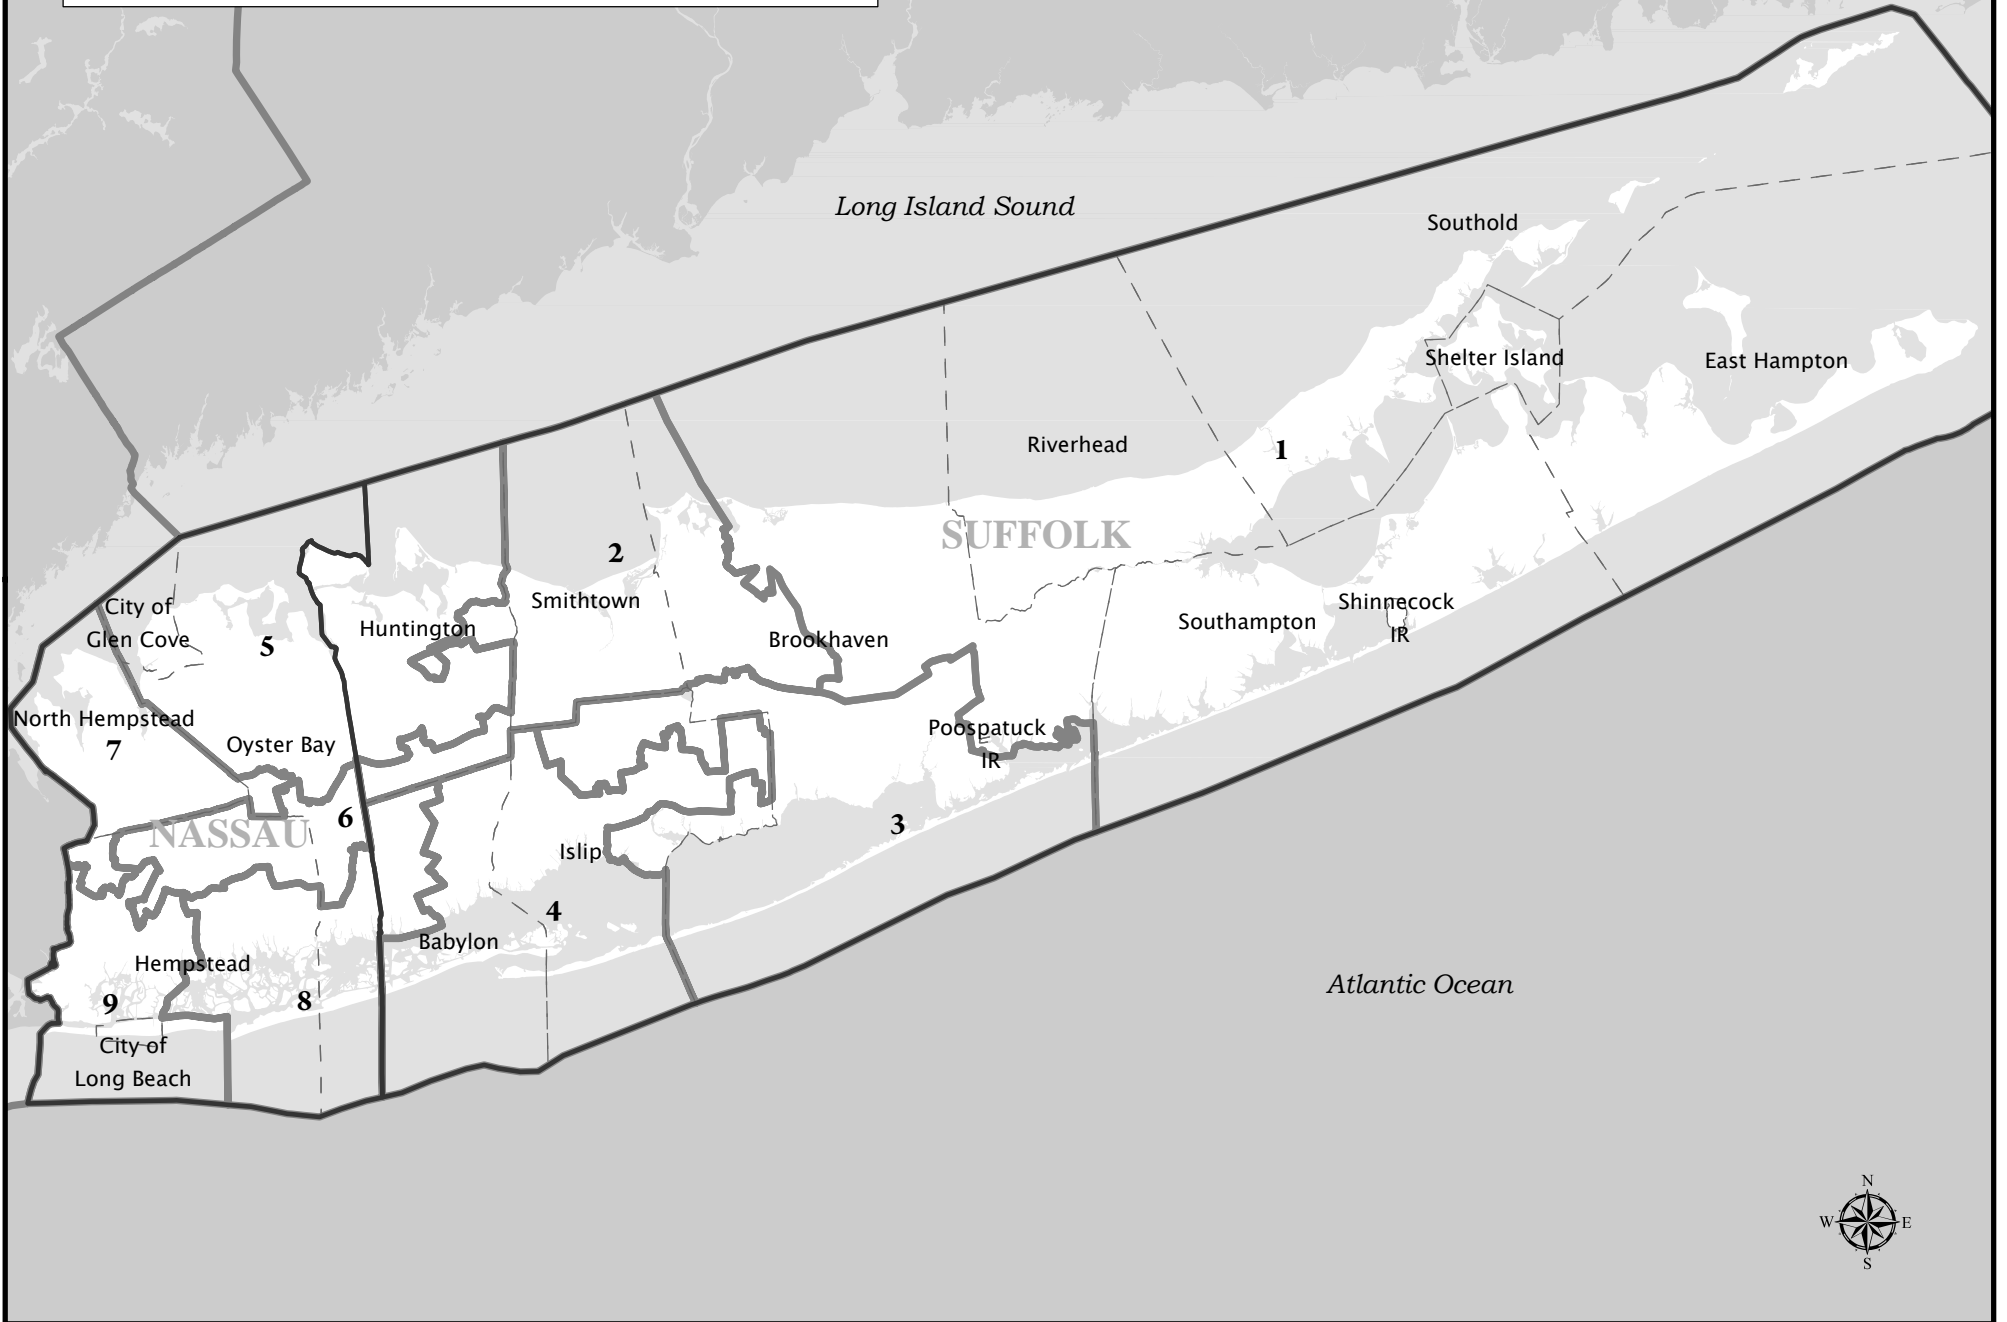 Long Island Sound
Southold
Shelter Island
East Hampton
Riverhead
1
SUFFOLK
2
Smithtown
City of
Glen Cove
5
Huntington
Brookhaven
Southampton
Shinnecock
IR
North Hempstead
7
Oyster Bay
Poospatuck
IR
6
NASSAU
3
Islip
4
Babylon
Hempstead
9
8
City of
Long Beach
Atlantic Ocean
N
W E
S